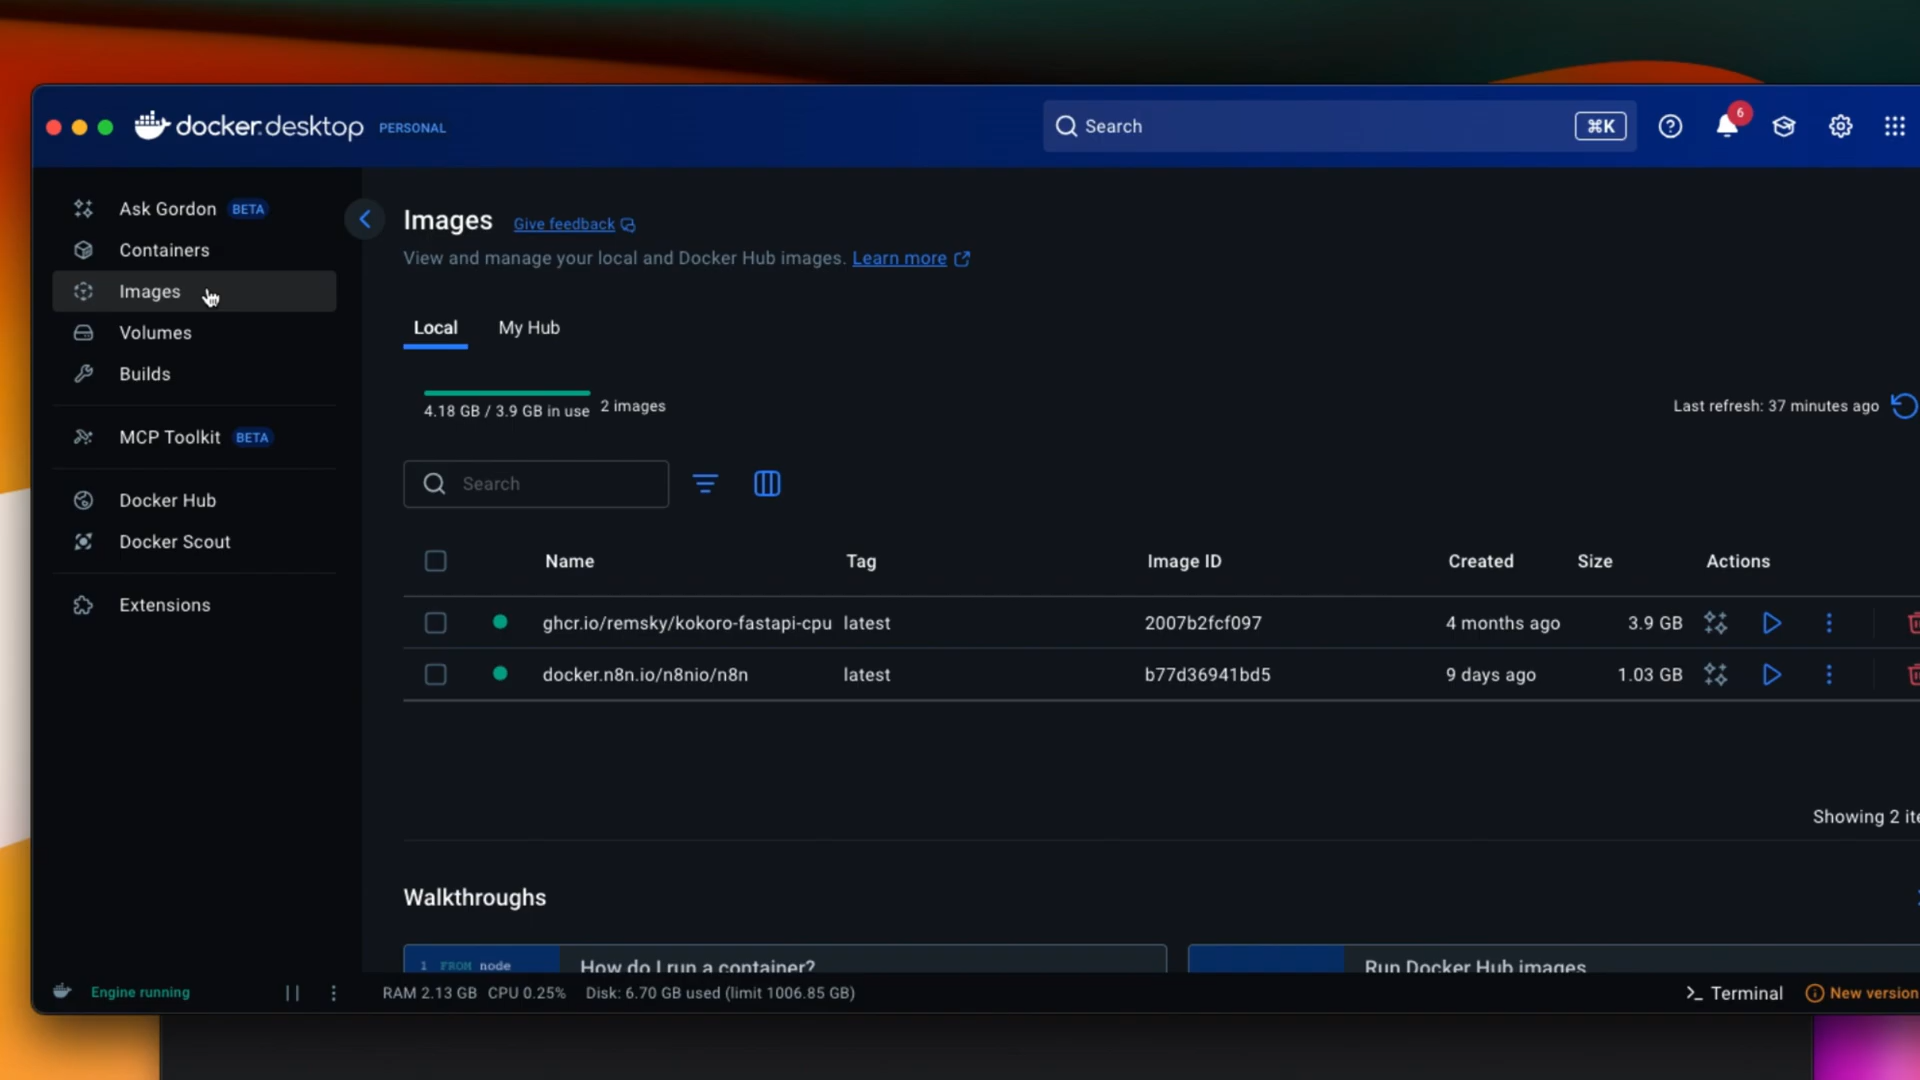 docker.desktop PERSONAL
Search
⌘K
6
Ask Gordon BETA
Containers
Images
Volumes
Builds
MCP Toolkit BETA
Docker Hub
Docker Scout
Extensions
Images Give feedback
View and manage your local and Docker Hub images. Learn more
Local My Hub
4.18 GB / 3.9 GB in use 2 images
Last refresh: 37 minutes ago
Search
Name Tag Image ID Created Size Actions
ghcr.io/remsky/kokoro-fastapi-cpu latest 2007b2fcf097 4 months ago 3.9 GB
docker.n8n.io/n8nio/n8n latest b77d36941bd5 9 days ago 1.03 GB
Showing 2 ite
Walkthroughs
1 FROM node
How do I run a container?
Run Docker Hub images
Engine running
RAM 2.13 GB CPU 0.25% Disk: 6.70 GB used (limit 1006.85 GB)
>_ Terminal
New version